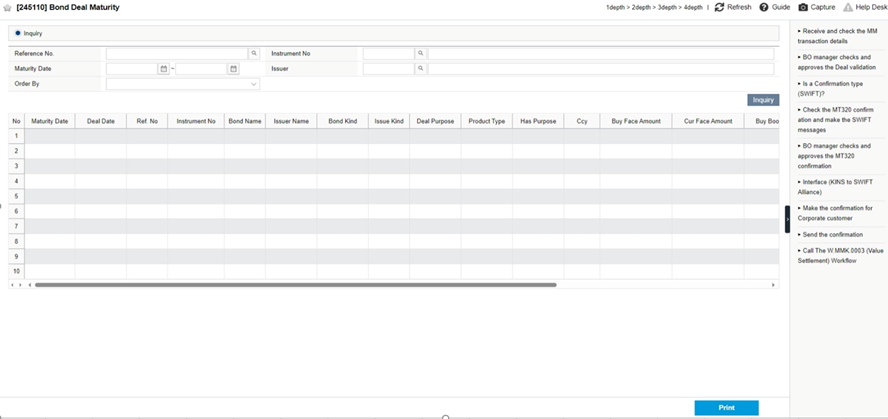 [245110] Bond Deal Maturity
1depth > 2depth > 3depth > 4depth | Refresh Guide Capture Help Desk
Inquiry
Reference No. Instrument No
Maturity Date ~ Issuer
Order By
Inquiry
No Maturity Date Deal Date Ref. No Instrument No Bond Name Issuer Name Bond Kind Issue Kind Deal Purpose Product Type Has Purpose Ccy Buy Face Amount Cur Face Amount Buy Boo
1
2
3
4
5
6
7
8
9
10
Print
Receive and check the MM
transaction details
BO manager checks and
approves the Deal validation
Is a Confirmation type
(SWIFT)?
Check the MT320 confirm
ation and make the SWIFT
messages
BO manager checks and
approves the MT320
confirmation
Interface (KINS to SWIFT
Alliance)
Make the confirmation for
Corporate customer
Send the confirmation
Call The W.MMK.0003 (Value
Settlement) Workflow